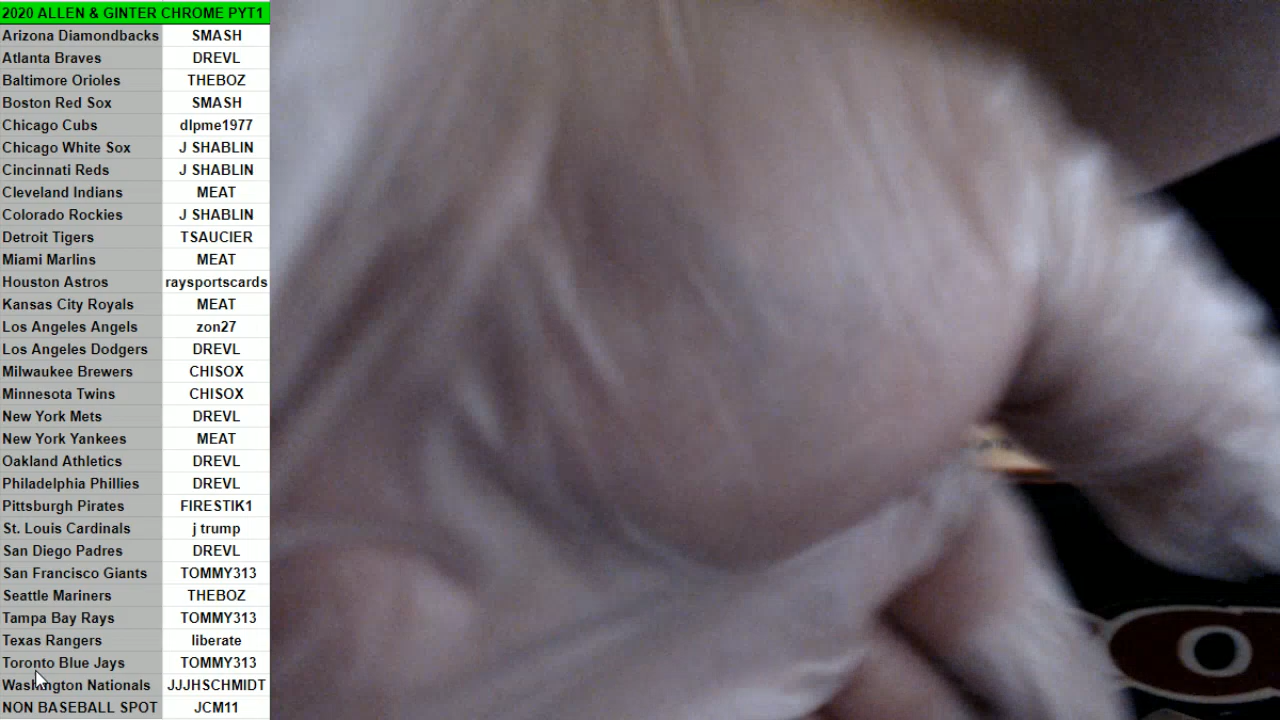 2020 ALLEN & GINTER CHROME PYT1
Arizona Diamondbacks SMASH
Atlanta Braves DREVL
Baltimore Orioles THEBOZ
Boston Red Sox SMASH
Chicago Cubs dlpme1977
Chicago White Sox J SHABLIN
Cincinnati Reds J SHABLIN
Cleveland Indians MEAT
Colorado Rockies J SHABLIN
Detroit Tigers TSAUCIER
Miami Marlins MEAT
Houston Astros raysportscards
Kansas City Royals MEAT
Los Angeles Angels zon27
Los Angeles Dodgers DREVL
Milwaukee Brewers CHISOX
Minnesota Twins CHISOX
New York Mets DREVL
New York Yankees MEAT
Oakland Athletics DREVL
Philadelphia Phillies DREVL
Pittsburgh Pirates FIRESTIK1
St. Louis Cardinals j trump
San Diego Padres DREVL
San Francisco Giants TOMMY313
Seattle Mariners THEBOZ
Tampa Bay Rays TOMMY313
Texas Rangers liberate
Toronto Blue Jays TOMMY313
Washington Nationals JJJHSCHMIDT
NON BASEBALL SPOT JCM11